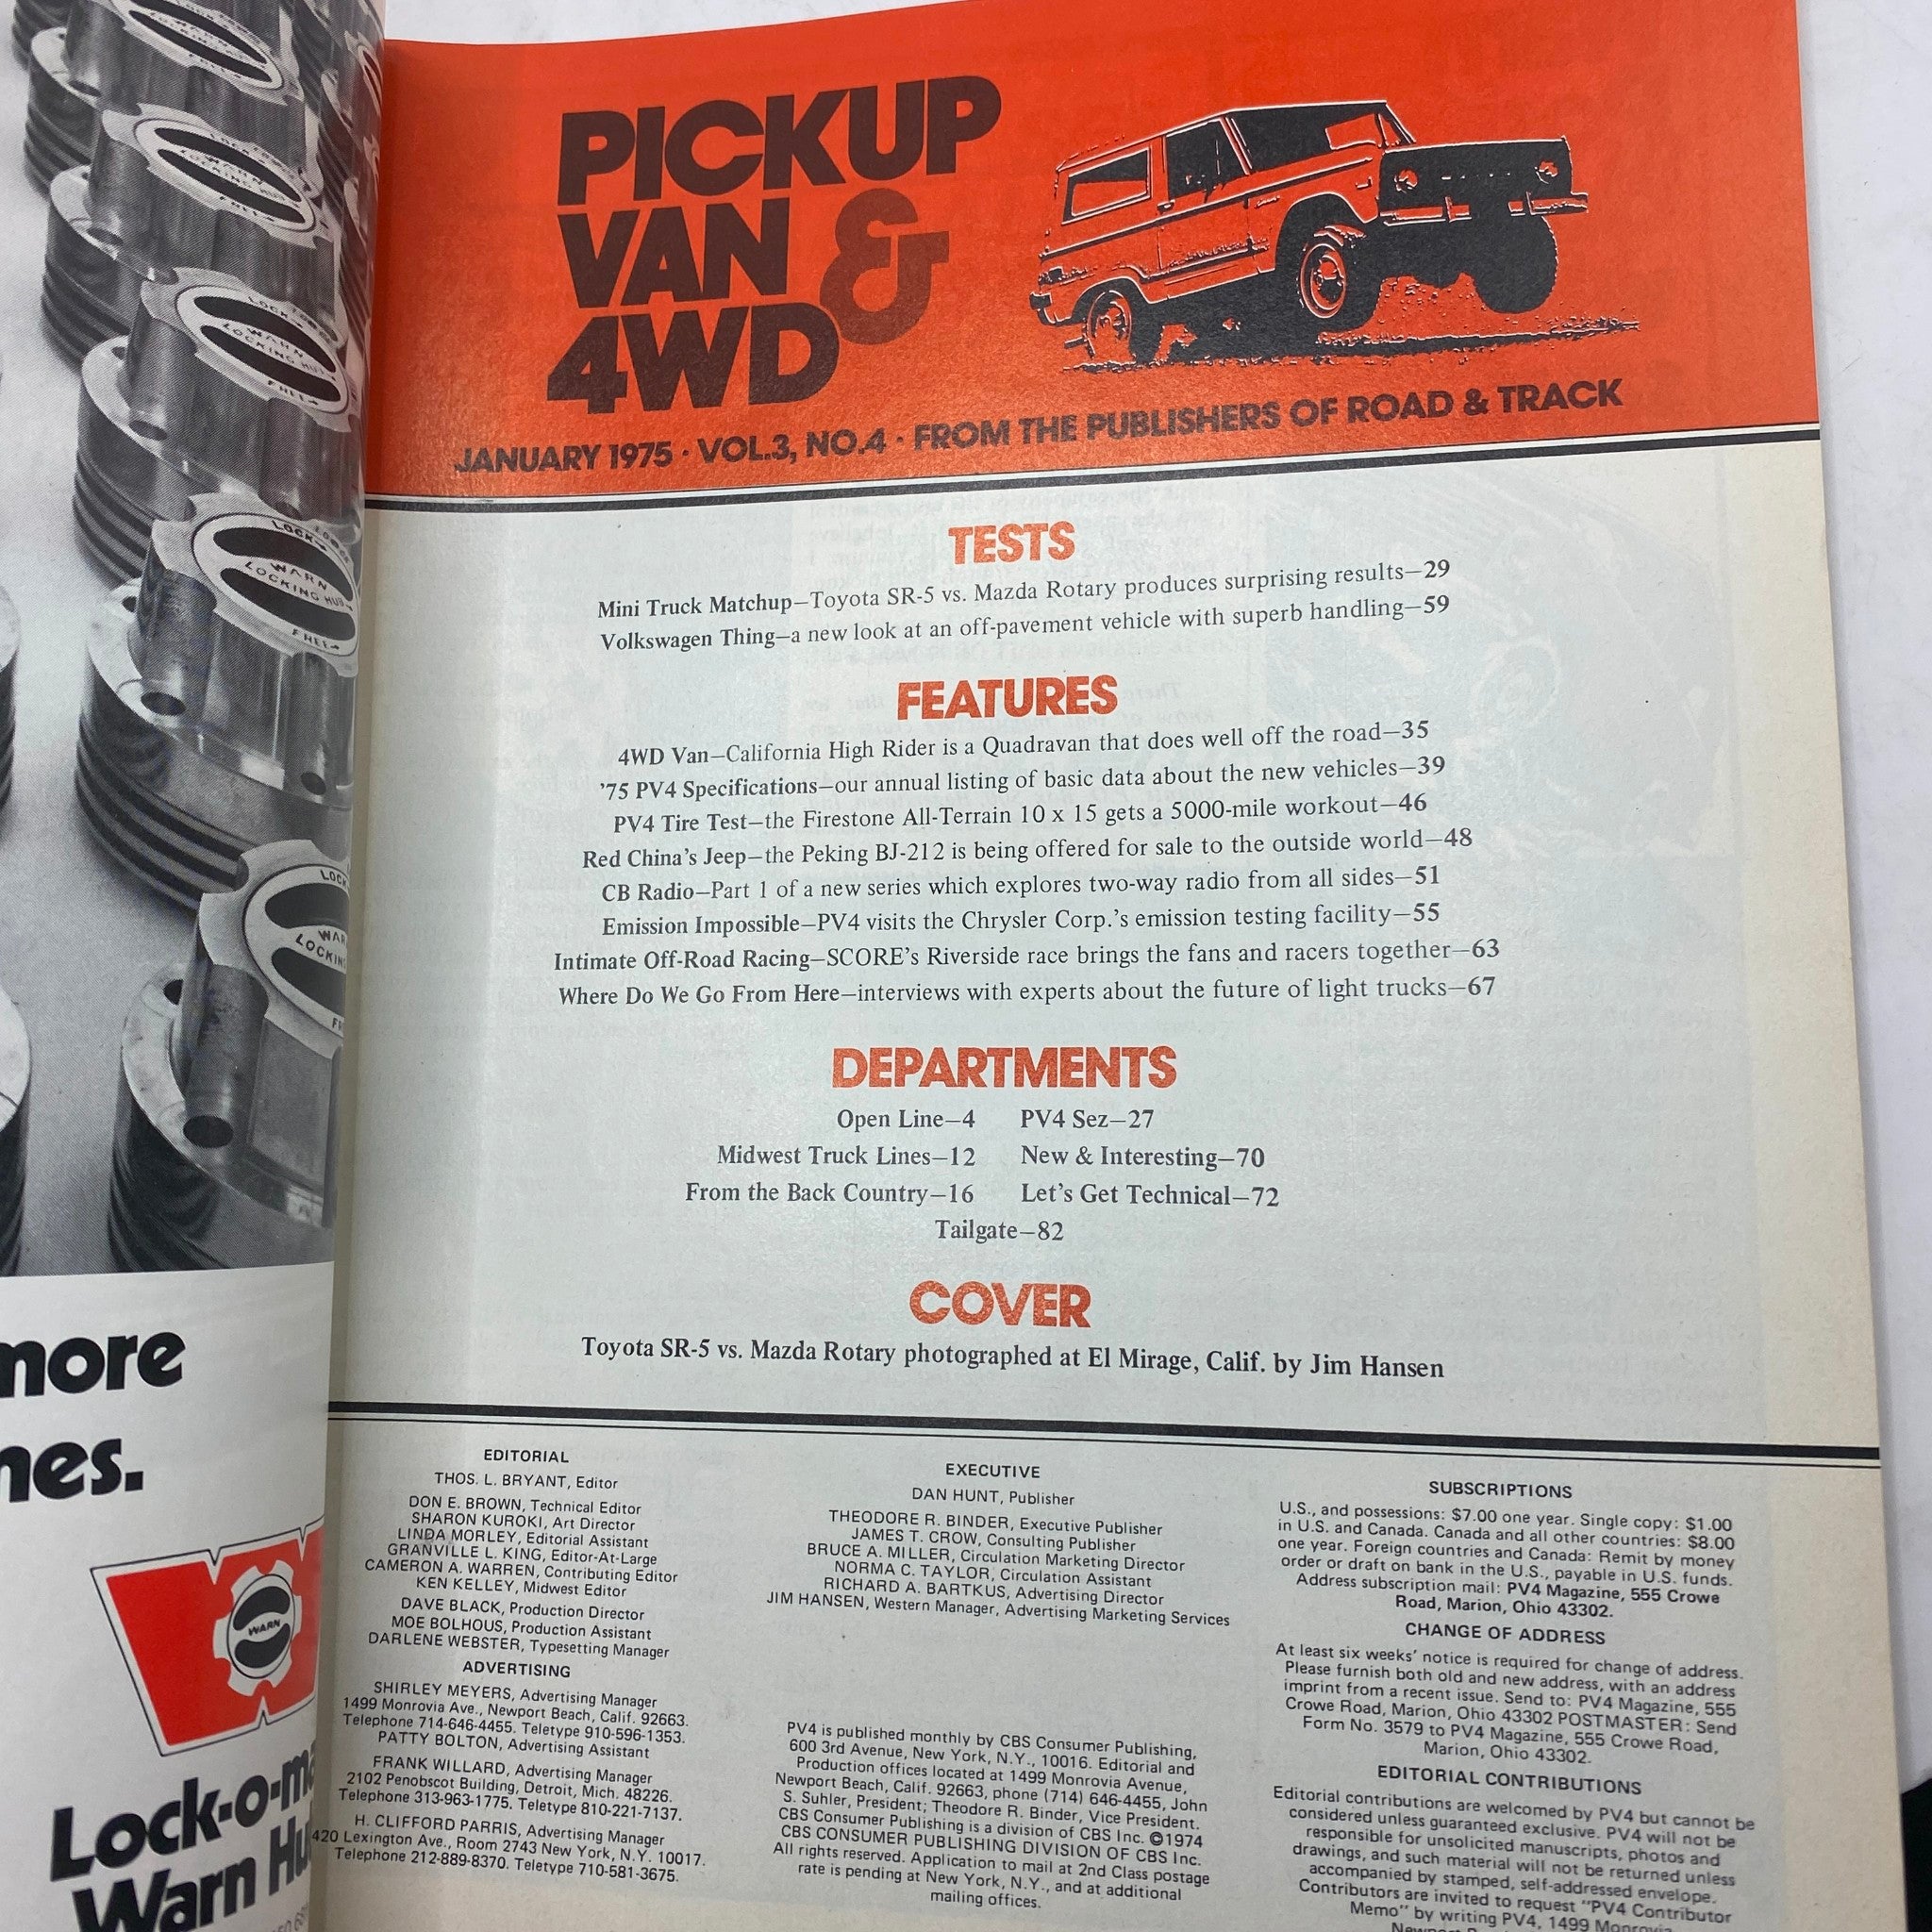 LOCK
WARN
LOCKING HUB
FREE
LOCK
WARN
LOCKING HUB
FREE
LOCK
WARN
LOCKING HUB
FREE
LOCK
more
nes.
WARN
Lock-o-ma
Warn Hu
PICKUP
VAN &
4WD
JANUARY 1975 · VOL.3, NO.4 · FROM THE PUBLISHERS OF ROAD & TRACK
TESTS
Mini Truck Matchup—Toyota SR-5 vs. Mazda Rotary produces surprising results—29
Volkswagen Thing—a new look at an off-pavement vehicle with superb handling—59
FEATURES
4WD Van—California High Rider is a Quadravan that does well off the road—35
'75 PV4 Specifications—our annual listing of basic data about the new vehicles—39
PV4 Tire Test—the Firestone All-Terrain 10 x 15 gets a 5000-mile workout—46
Red China's Jeep—the Peking BJ-212 is being offered for sale to the outside world—48
CB Radio—Part 1 of a new series which explores two-way radio from all sides—51
Emission Impossible—PV4 visits the Chrysler Corp.'s emission testing facility—55
Intimate Off-Road Racing—SCORE's Riverside race brings the fans and racers together—63
Where Do We Go From Here—interviews with experts about the future of light trucks—67
DEPARTMENTS
Open Line—4 PV4 Sez—27
Midwest Truck Lines—12 New & Interesting—70
From the Back Country—16 Let's Get Technical—72
Tailgate—82
COVER
Toyota SR-5 vs. Mazda Rotary photographed at El Mirage, Calif. by Jim Hansen
EDITORIAL
THOS. L. BRYANT, Editor
DON E. BROWN, Technical Editor
SHARON KUROKI, Art Director
LINDA MORLEY, Editorial Assistant
GRANVILLE L. KING, Editor-At-Large
CAMERON A. WARREN, Contributing Editor
KEN KELLEY, Midwest Editor
DAVE BLACK, Production Director
MOE BOLHOUS, Production Assistant
DARLENE WEBSTER, Typesetting Manager
ADVERTISING
SHIRLEY MEYERS, Advertising Manager
1499 Monrovia Ave., Newport Beach, Calif. 92663.
Telephone 714-646-4455. Teletype 910-596-1353.
PATTY BOLTON, Advertising Assistant
FRANK WILLARD, Advertising Manager
2102 Penobscot Building, Detroit, Mich. 48226.
Telephone 313-963-1775. Teletype 810-221-7137.
H. CLIFFORD PARRIS, Advertising Manager
420 Lexington Ave., Room 2743 New York, N.Y. 10017.
Telephone 212-889-8370. Teletype 710-581-3675.
EXECUTIVE
DAN HUNT, Publisher
THEODORE R. BINDER, Executive Publisher
JAMES T. CROW, Consulting Publisher
BRUCE A. MILLER, Circulation Marketing Director
NORMA C. TAYLOR, Circulation Assistant
RICHARD A. BARTKUS, Advertising Director
JIM HANSEN, Western Manager, Advertising Marketing Services
PV4 is published monthly by CBS Consumer Publishing,
600 3rd Avenue, New York, N.Y., 10016. Editorial and
Production offices located at 1499 Monrovia Avenue,
Newport Beach, Calif. 92663, phone (714) 646-4455, John
S. Suhler, President; Theodore R. Binder, Vice President.
CBS Consumer Publishing is a division of CBS Inc. ©1974
CBS CONSUMER PUBLISHING DIVISION OF CBS Inc.
All rights reserved. Application to mail at 2nd Class postage
rate is pending at New York, N.Y., and at additional
mailing offices.
SUBSCRIPTIONS
U.S., and possessions: $7.00 one year. Single copy: $1.00
in U.S. and Canada. Canada and all other countries: $8.00
one year. Foreign countries and Canada: Remit by money
order or draft on bank in the U.S., payable in U.S. funds.
Address subscription mail: PV4 Magazine, 555 Crowe
Road, Marion, Ohio 43302.
CHANGE OF ADDRESS
At least six weeks' notice is required for change of address.
Please furnish both old and new address, with an address
imprint from a recent issue. Send to: PV4 Magazine, 555
Crowe Road, Marion, Ohio 43302 POSTMASTER: Send
Form No. 3579 to PV4 Magazine, 555 Crowe Road,
Marion, Ohio 43302.
EDITORIAL CONTRIBUTIONS
Editorial contributions are welcomed by PV4 but cannot be
considered unless guaranteed exclusive. PV4 will not be
responsible for unsolicited manuscripts, photos and
drawings, and such material will not be returned unless
accompanied by stamped, self-addressed envelope.
Contributors are invited to request "PV4 Contributor
Memo" by writing PV4, 1499 Monrovia